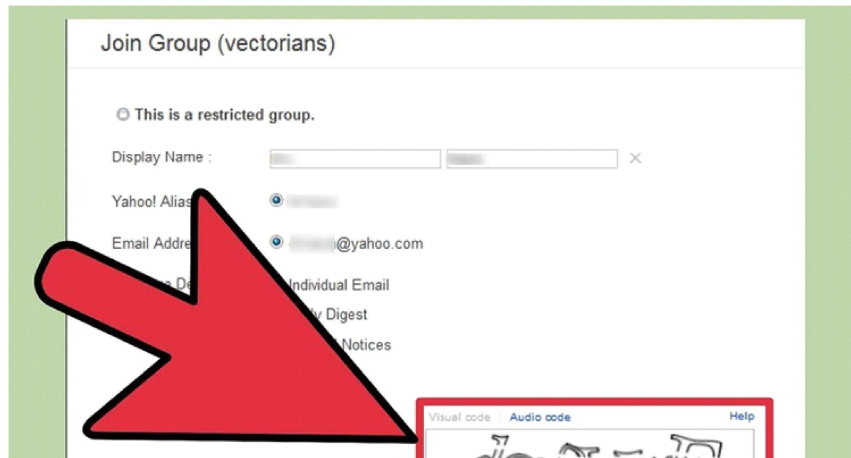 Join Group (vectorians)
This is a restricted group.
Display Name :
Yahoo! Alias
Email Addre
@yahoo.com
De
Individual Email
Digest
Notices
Visual code Audio code Help